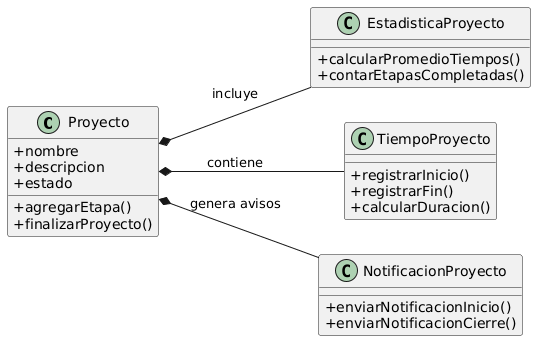 C EstadisticaProyecto
+calcularPromedioTiempos()
+contarEtapasCompletadas()
incluye
C Proyecto
+nombre
+descripcion
+estado
+agregarEtapa()
+finalizarProyecto()
contiene
C TiempoProyecto
+registrarInicio()
+registrarFin()
+calcularDuracion()
genera avisos
C NotificacionProyecto
+enviarNotificacionInicio()
+enviarNotificacionCierre()